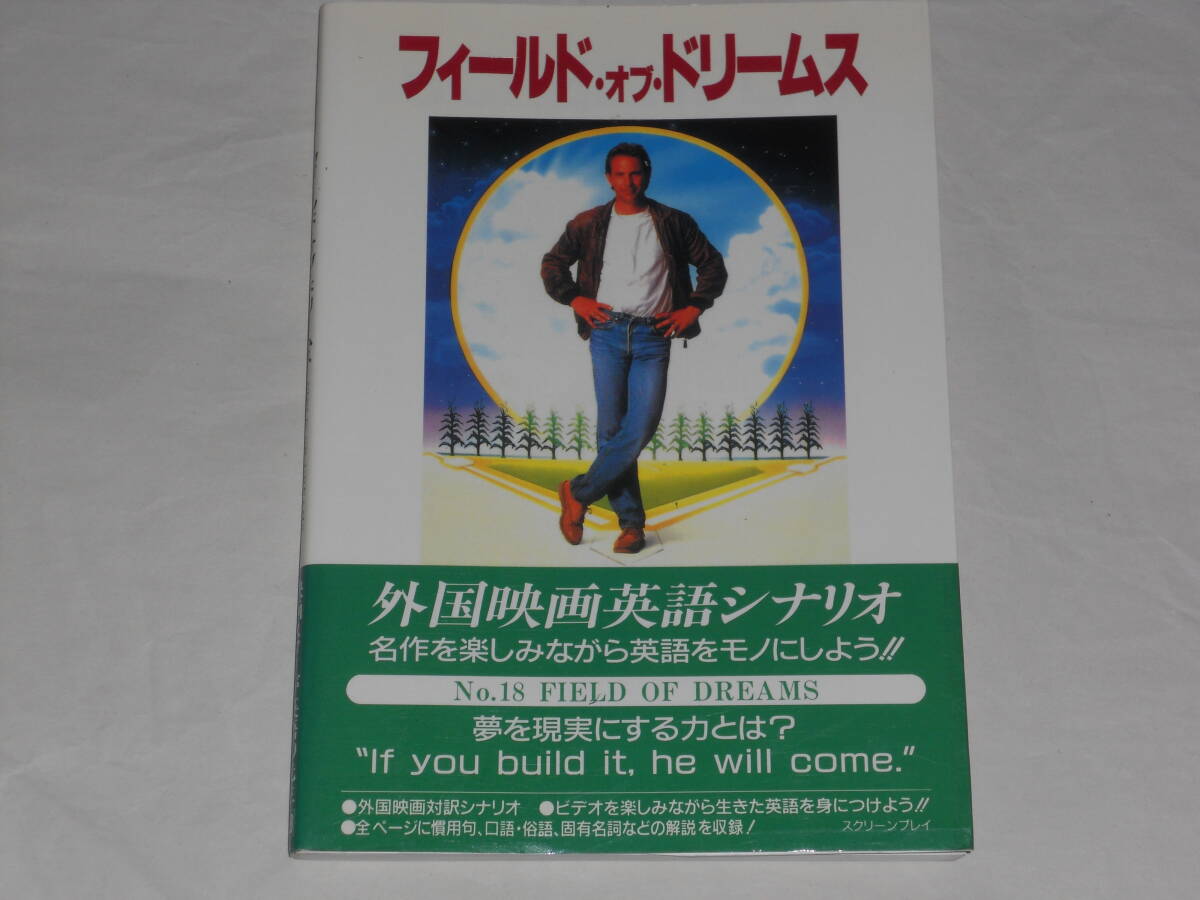 フィールド・オブ・ドリームス
外国映画英語シナリオ
名作を楽しみながら英語をモノにしよう!!
No.18 FIELD OF DREAMS
夢を現実にする力とは?
"If you build it, he will come."
●外国映画対訳シナリオ ●ビデオを楽しみながら生きた英語を身につけよう!!
●全ページに慣用句、口語・俗語、固有名詞などの解説を収録! スクリーンプレイ